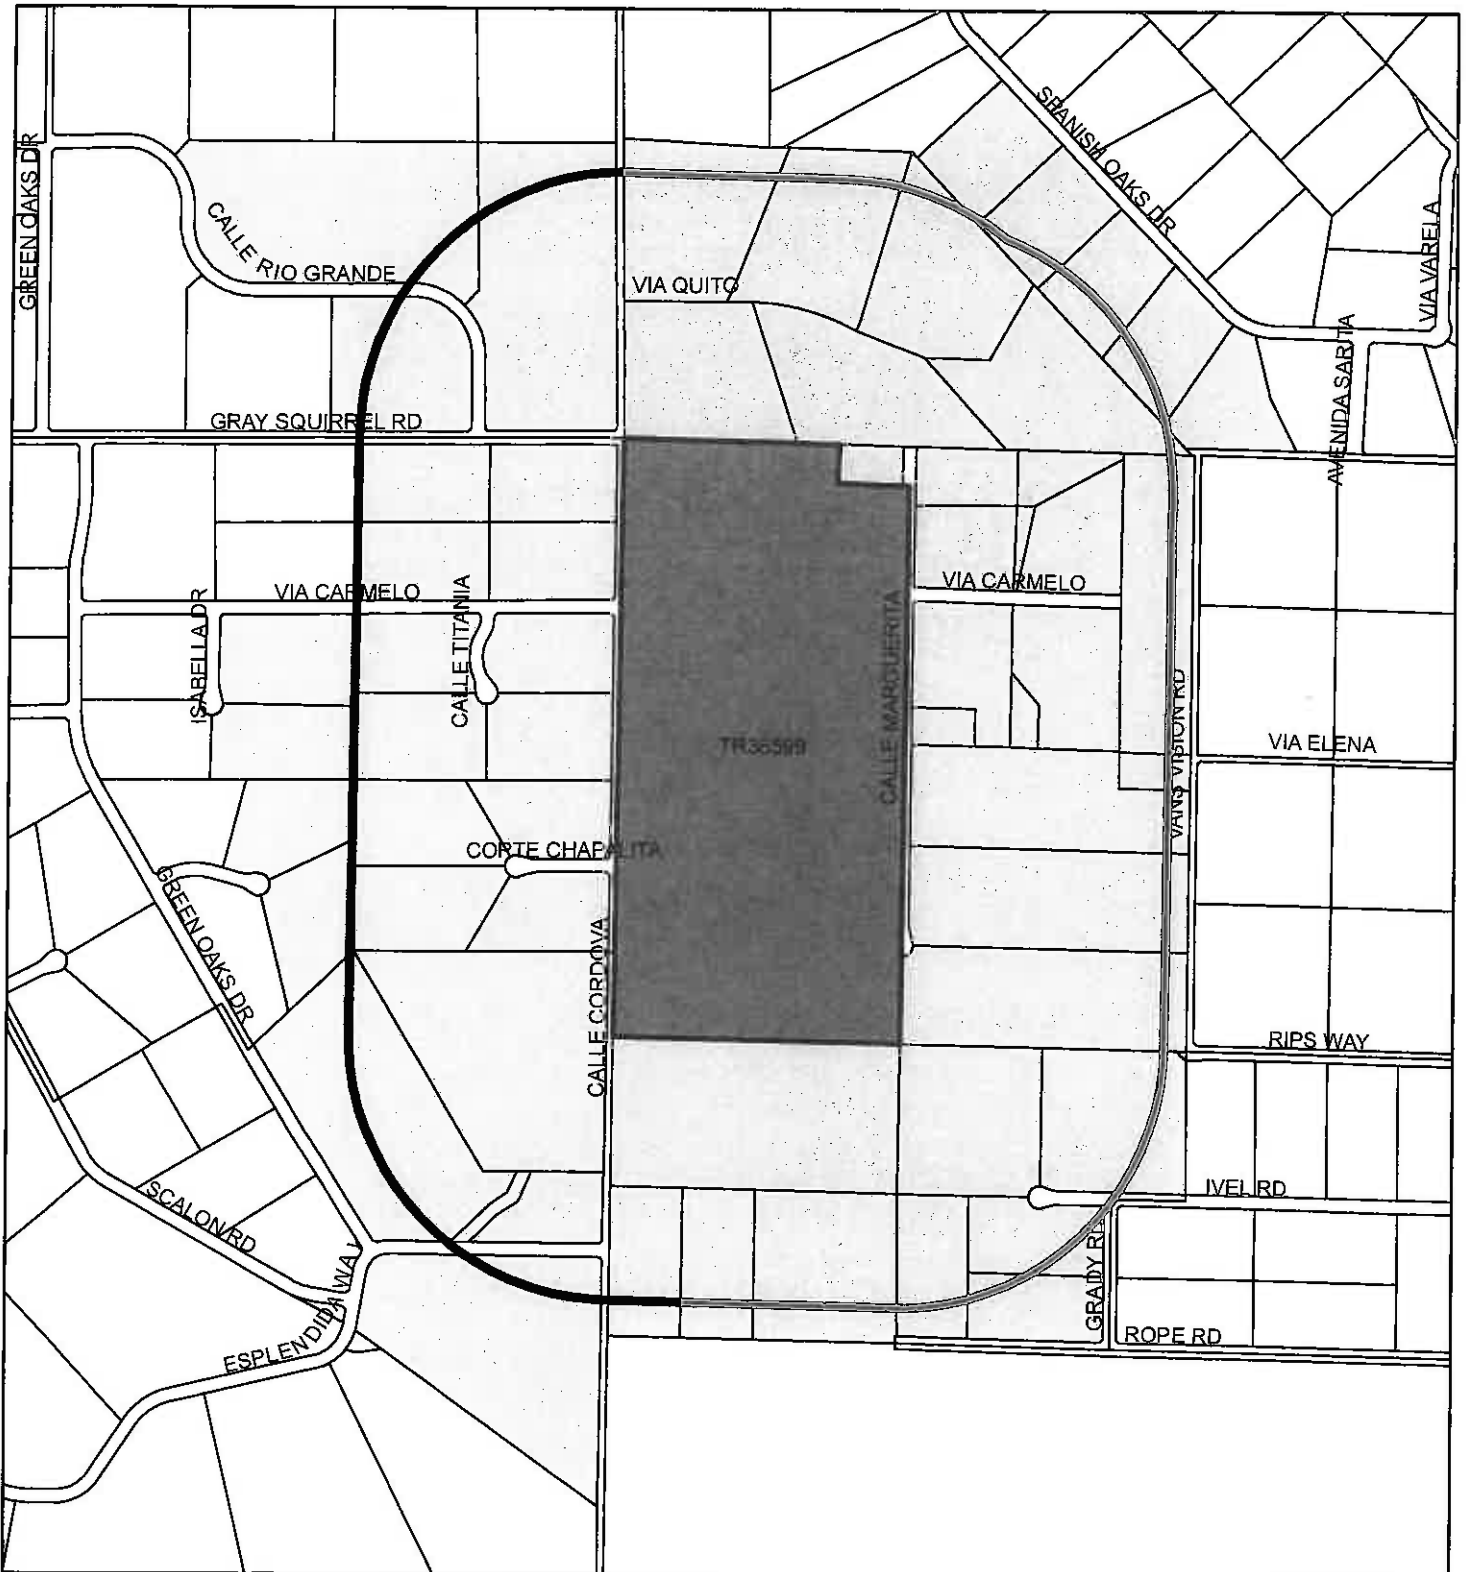 SPANISH OAKS DR
GREEN OAKS DR
CALLE RIO GRANDE
VIA QUITO
VIA VARELA
AVENIDA SARITA
GRAY SQUIRREL RD
VIA CARMELO
VIA CARMELO
ISABELLA DR
CALLE TITANIA
CALLE MARGUERITA
VANS VISION RD
VIA ELENA
CORTE CHAPALITA
GREEN OAKS DR
CALLE CORDOVA
RIPS WAY
SCALON RD
IVEL RD
ESPLENDIDA WAY
GRADY RD
ROPE RD